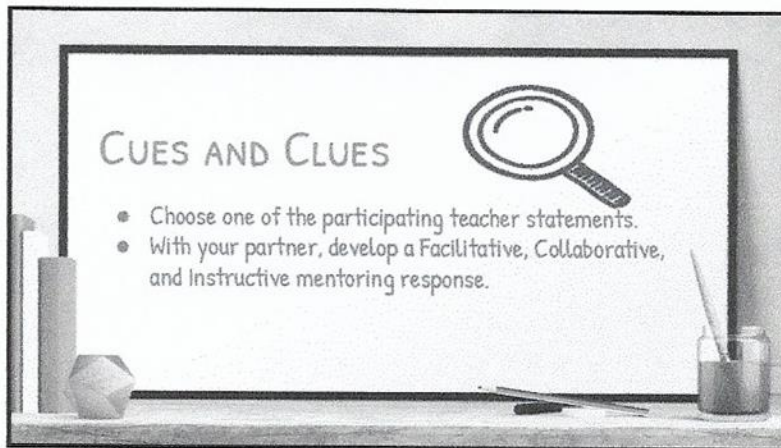 CUES AND CLUES
● Choose one of the participating teacher statements.
● With your partner, develop a Facilitative, Collaborative,
and Instructive mentoring response.